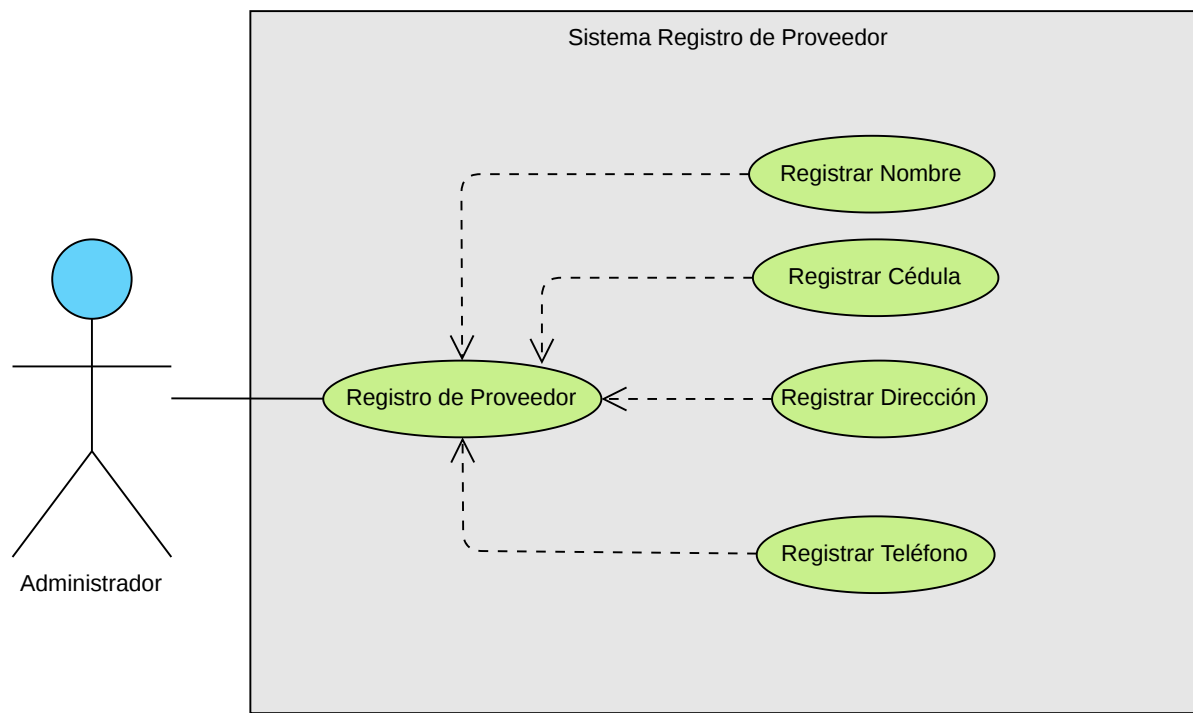 Sistema Registro de Proveedor
Registrar Nombre
Registrar Cédula
Registro de Proveedor
Registrar Dirección
Registrar Teléfono
Administrador